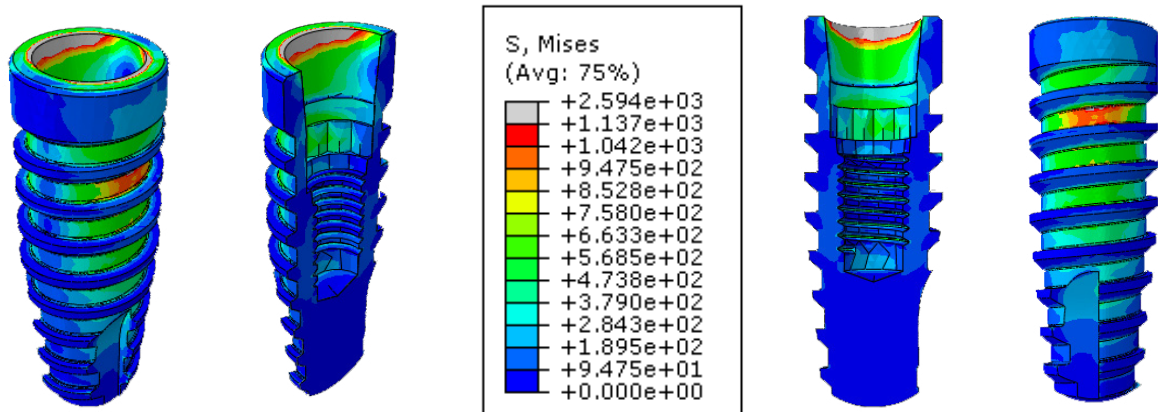 S, Mises
(Avg: 75%)
+2.594e+03
+1.137e+03
+1.042e+03
+9.475e+02
+8.528e+02
+7.580e+02
+6.633e+02
+5.685e+02
+4.738e+02
+3.790e+02
+2.843e+02
+1.895e+02
+9.475e+01
+0.000e+00